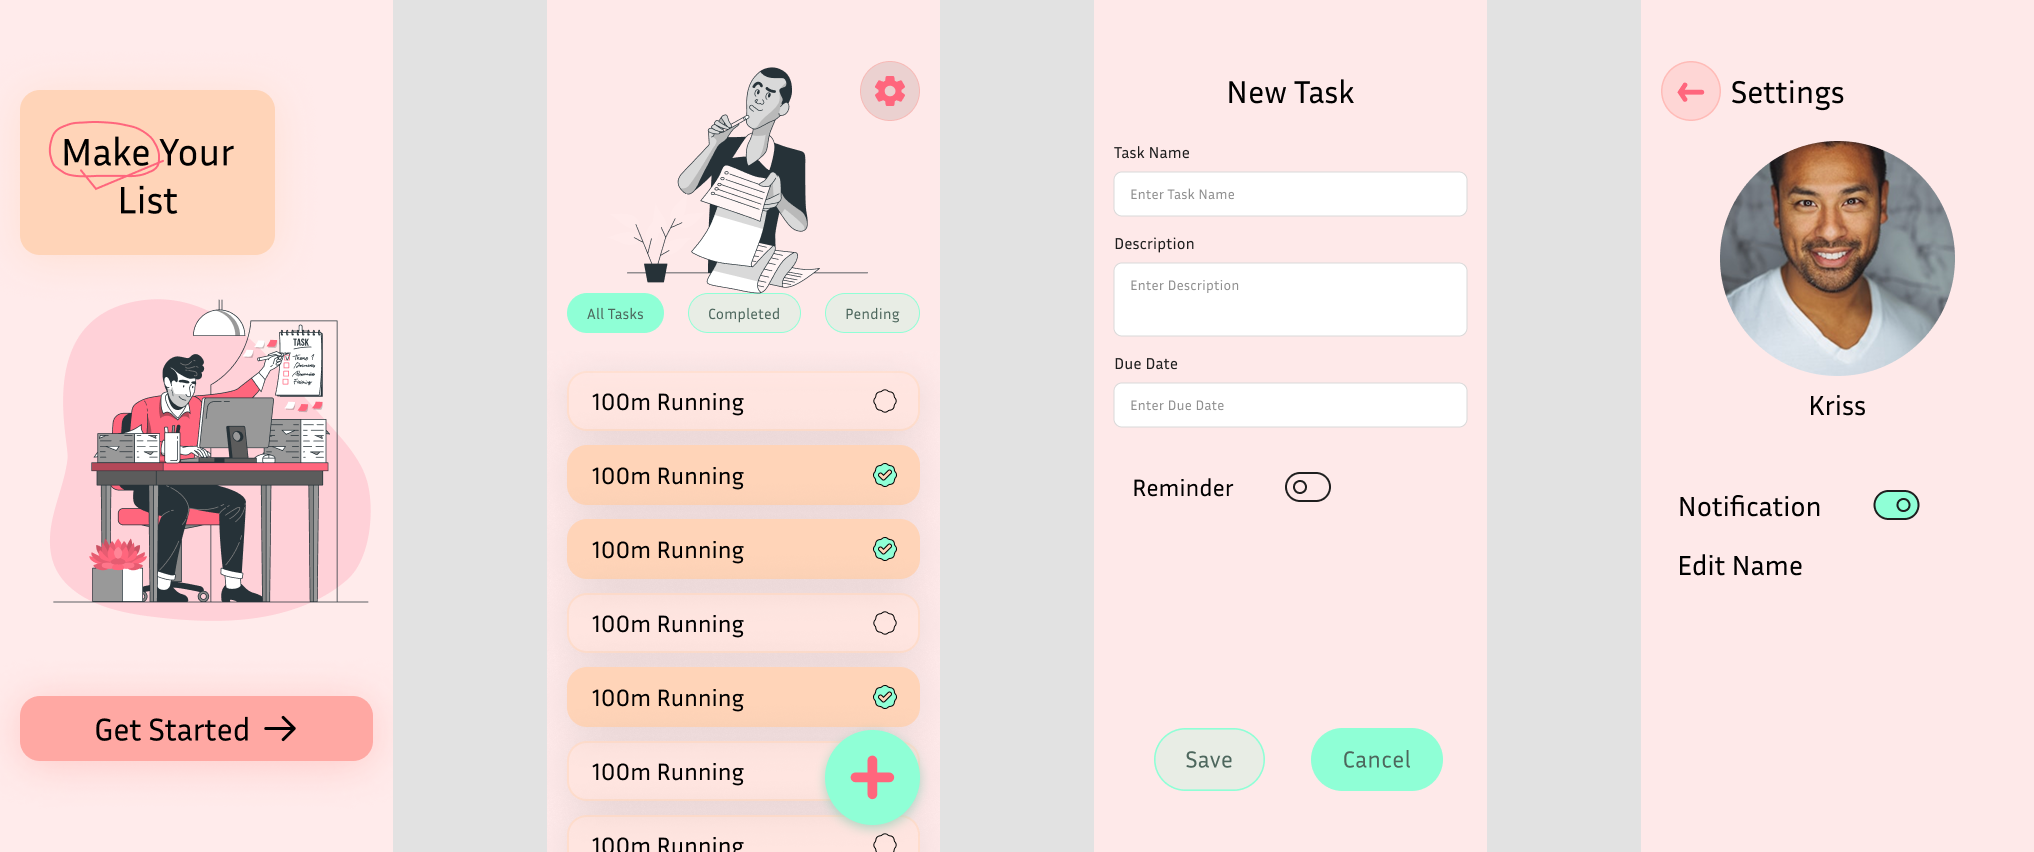 Make Your
List
TASK
Get Started
All Tasks
Completed
Pending
100m Running
100m Running
100m Running
100m Running
100m Running
100m Running
100m Running
New Task
Task Name
Enter Task Name
Description
Enter Description
Due Date
Enter Due Date
Reminder
Save
Cancel
Settings
Kriss
Notification
Edit Name